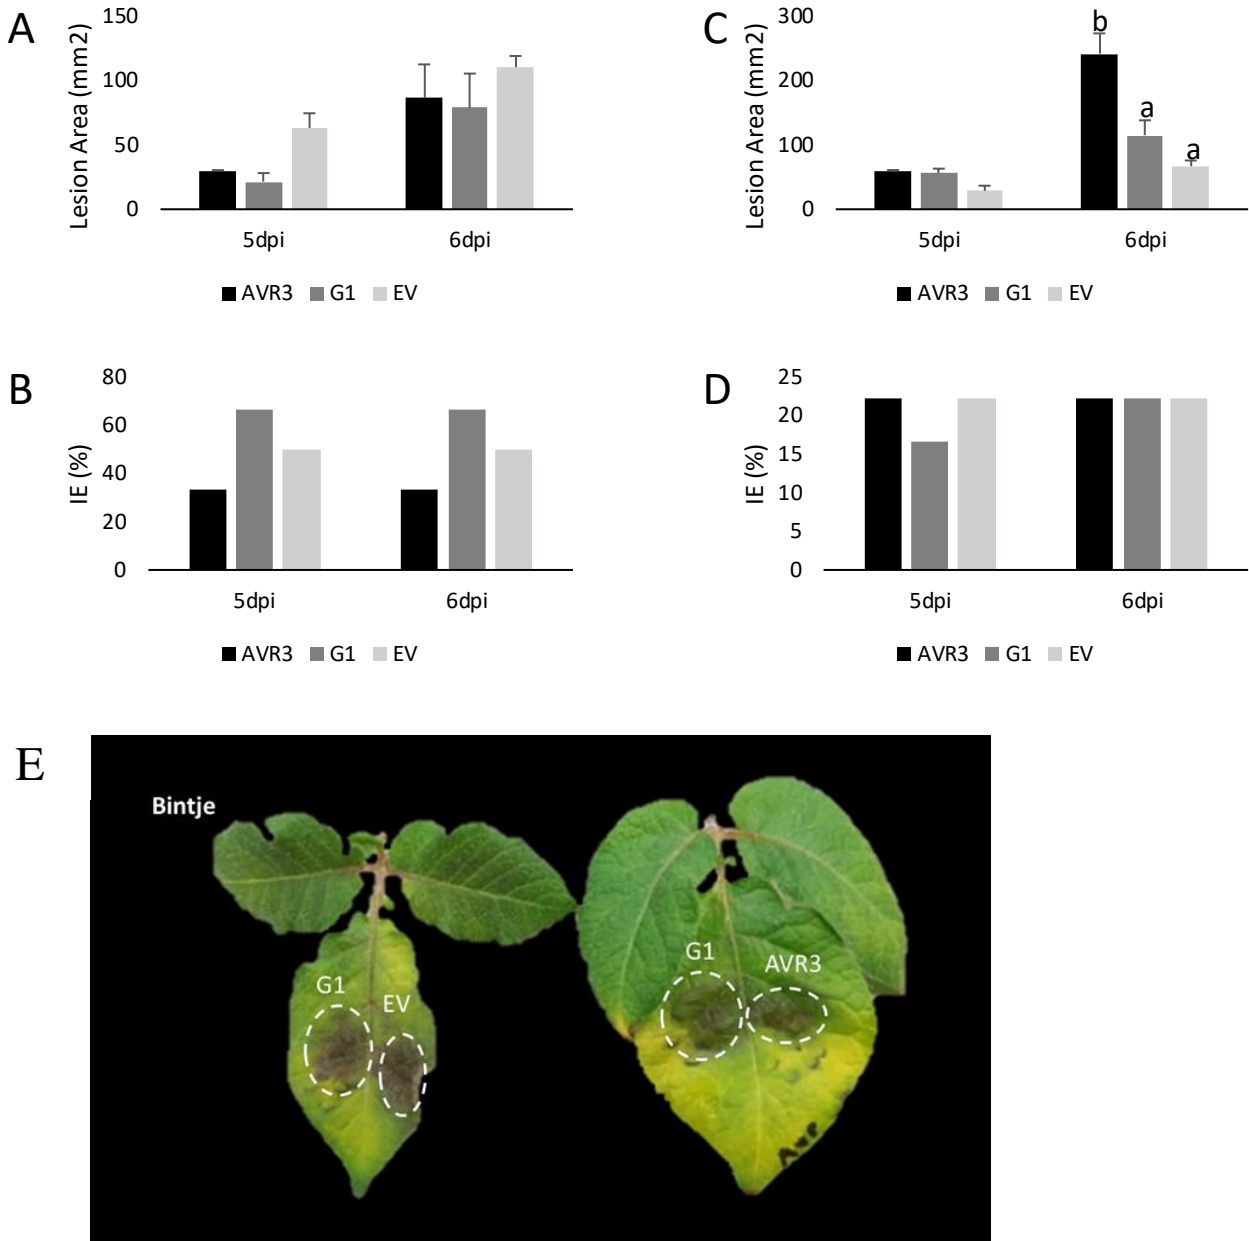 A
Lesion Area (mm2)
150
100
50
0
5dpi
6dpi
AVR3 G1 EV
C
Lesion Area (mm2)
300
200
100
0
b
a
a
5dpi
6dpi
AVR3 G1 EV
B
IE (%)
80
60
40
20
0
5dpi
6dpi
AVR3 G1 EV
D
IE (%)
25
20
15
10
5
0
5dpi
6dpi
AVR3 G1 EV
E
Bintje
G1
EV
G1
AVR3